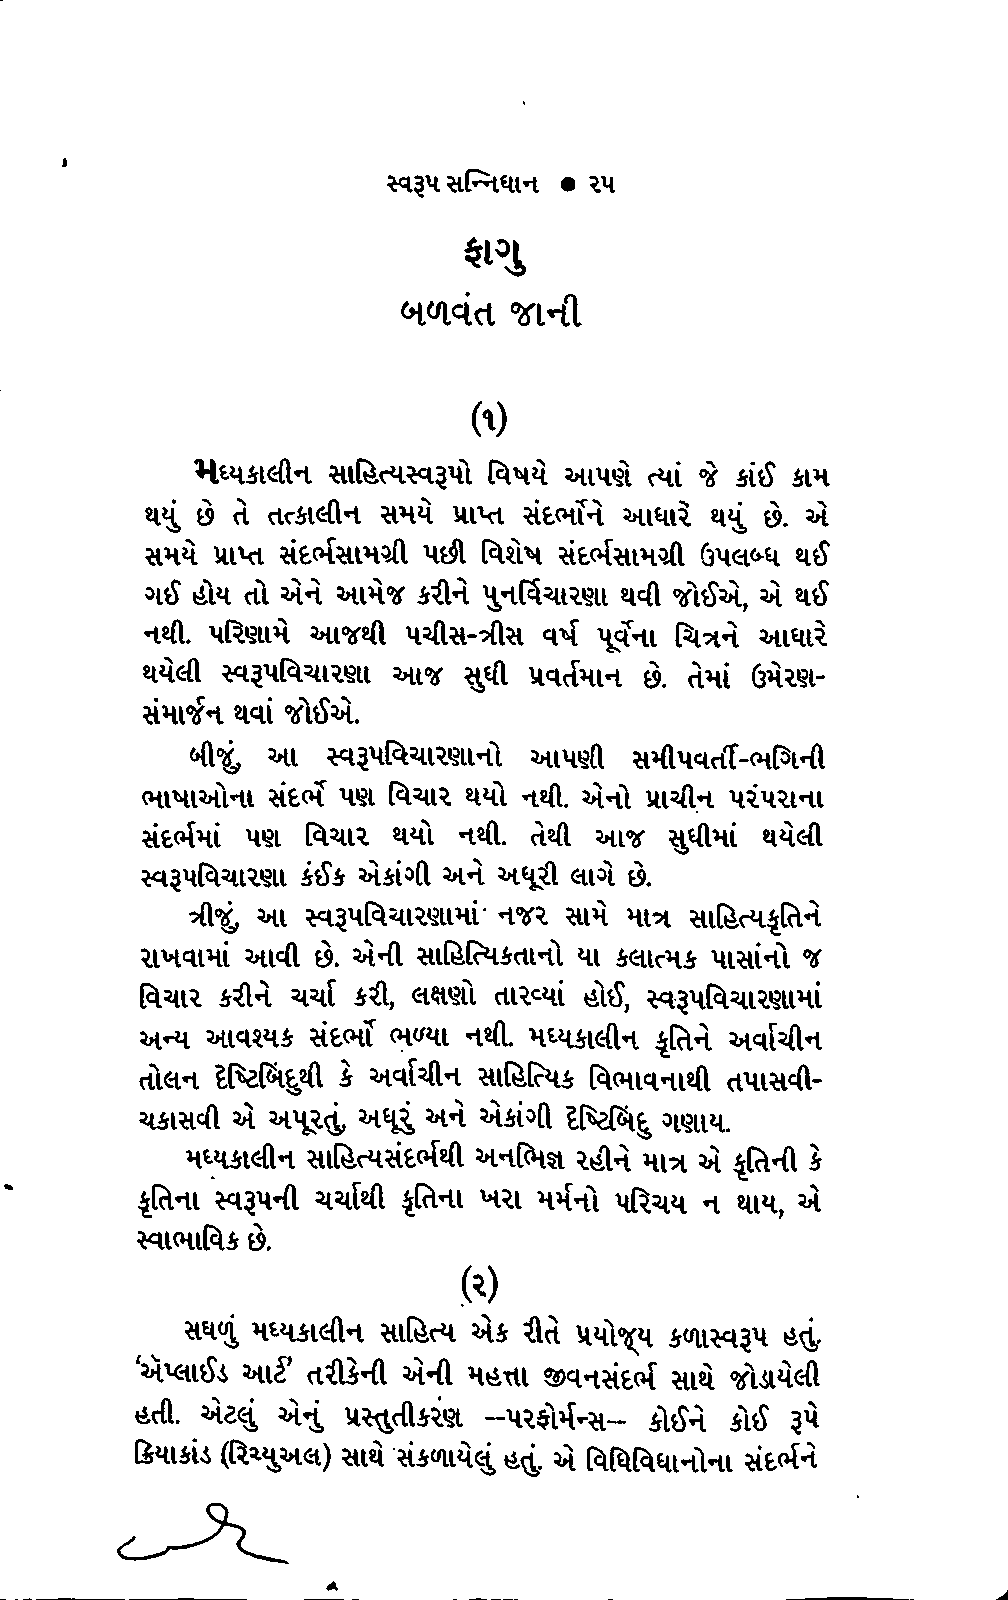 સ્વરૂપ સન્નિધાન ● ૨૫
ફાગુ
બળવંત જાની
(૧)
મધ્યકાલીન સાહિત્યસ્વરૂપો વિષયે આપણે ત્યાં જે કાંઈ કામ
થયું છે તે તત્કાલીન સમયે પ્રાપ્ત સંદર્ભોને આધારે થયું છે. એ
સમયે પ્રાપ્ત સંદર્ભસામગ્રી પછી વિશેષ સંદર્ભસામગ્રી ઉપલબ્ધ થઈ
ગઈ હોય તો એને આમેજ કરીને પુનર્વિચારણા થવી જોઈએ, એ થઈ
નથી. પરિણામે આજથી પચીસ-ત્રીસ વર્ષ પૂર્વેના ચિત્રને આધારે
થયેલી સ્વરૂપવિચારણા આજ સુધી પ્રવર્તમાન છે. તેમાં ઉમેરણ-
સંમાર્જન થવાં જોઈએ.
બીજું, આ સ્વરૂપવિચારણાનો આપણી સમીપવર્તી-ભગિની
ભાષાઓના સંદર્ભે પણ વિચાર થયો નથી. એનો પ્રાચીન પરંપરાના
સંદર્ભમાં પણ વિચાર થયો નથી. તેથી આજ સુધીમાં થયેલી
સ્વરૂપવિચારણા કંઈક એકાંગી અને અધૂરી લાગે છે.
ત્રીજું, આ સ્વરૂપવિચારણામાં નજર સામે માત્ર સાહિત્યકૃતિને
રાખવામાં આવી છે. એની સાહિત્યિકતાનો યા કલાત્મક પાસાંનો જ
વિચાર કરીને ચર્ચા કરી, લક્ષણો તારવ્યાં હોઈ, સ્વરૂપવિચારણામાં
અન્ય આવશ્યક સંદર્ભો ભળ્યા નથી. મધ્યકાલીન કૃતિને અર્વાચીન
તોલન દૃષ્ટિબિંદુથી કે અર્વાચીન સાહિત્યિક વિભાવનાથી તપાસવી-
ચકાસવી એ અપૂરતું, અધૂરું અને એકાંગી દૃષ્ટિબિંદુ ગણાય.
મધ્યકાલીન સાહિત્યસંદર્ભથી અનભિજ્ઞ રહીને માત્ર એ કૃતિની કે
કૃતિના સ્વરૂપની ચર્ચાથી કૃતિના ખરા મર્મનો પરિચય ન થાય, એ
સ્વાભાવિક છે.
(૨)
સઘળું મધ્યકાલીન સાહિત્ય એક રીતે પ્રયોજ્ય કળાસ્વરૂપ હતું.
‘ઍપ્લાઈડ આર્ટ’ તરીકેની એની મહત્તા જીવનસંદર્ભ સાથે જોડાયેલી
હતી. એટલું એનું પ્રસ્તુતીકરણ --પરફોર્મન્સ-- કોઈને કોઈ રૂપે
ક્રિયાકાંડ (રિચ્યુઅલ) સાથે સંકળાયેલું હતું. એ વિધિવિધાનોના સંદર્ભને